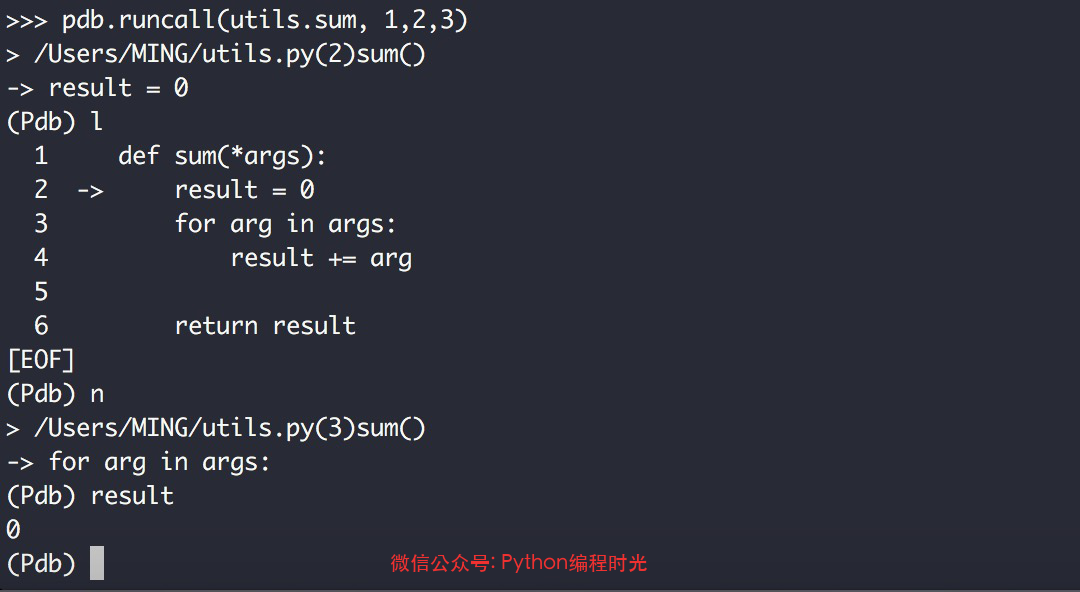 >>> pdb.runcall(utils.sum, 1,2,3)
> /Users/MING/utils.py(2)sum()
-> result = 0
(Pdb) l
  1     def sum(*args):
  2  ->     result = 0
  3         for arg in args:
  4             result += arg
  5
  6         return result
[EOF]
(Pdb) n
> /Users/MING/utils.py(3)sum()
-> for arg in args:
(Pdb) result
0
(Pdb)
微信公众号: Python编程时光